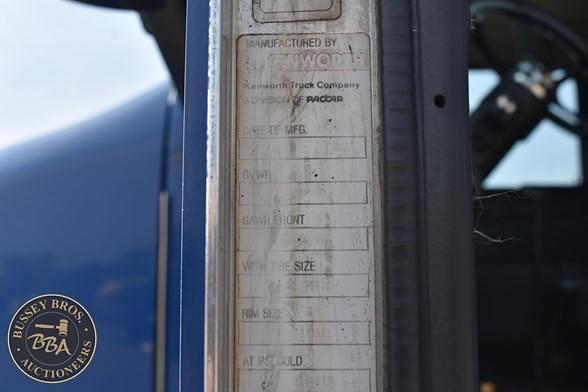 MANUFACTURED BY
KENWORTH
Kenworth Truck Company
A DIVISION OF PACCAR
DATE OF MFG.
GVWR
GAWR FRONT
WITH TIRE SIZE
RIM SIZE
AT PSI COLD
BUSSEY BROS.
BBA
AUCTIONEERS